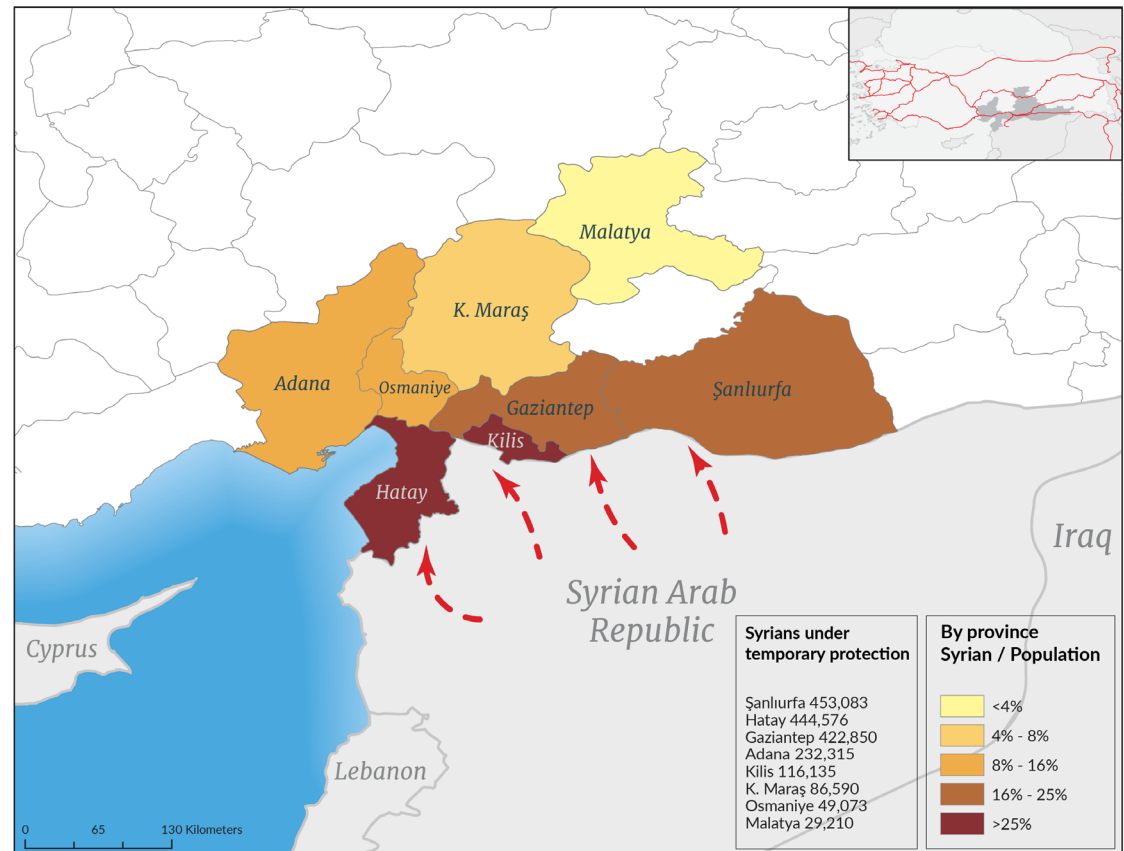 Malatya
K. Maraş
Adana
Osmaniye
Gaziantep
Şanlıurfa
Kilis
Hatay
Iraq
Syrian Arab
Republic
Cyprus
Lebanon
0 65 130 Kilometers
Syrians under
temporary protection
Şanlıurfa 453,083
Hatay 444,576
Gaziantep 422,850
Adana 232,315
Kilis 116,135
K. Maraş 86,590
Osmaniye 49,073
Malatya 29,210
By province
Syrian / Population
<4%
4% - 8%
8% - 16%
16% - 25%
>25%